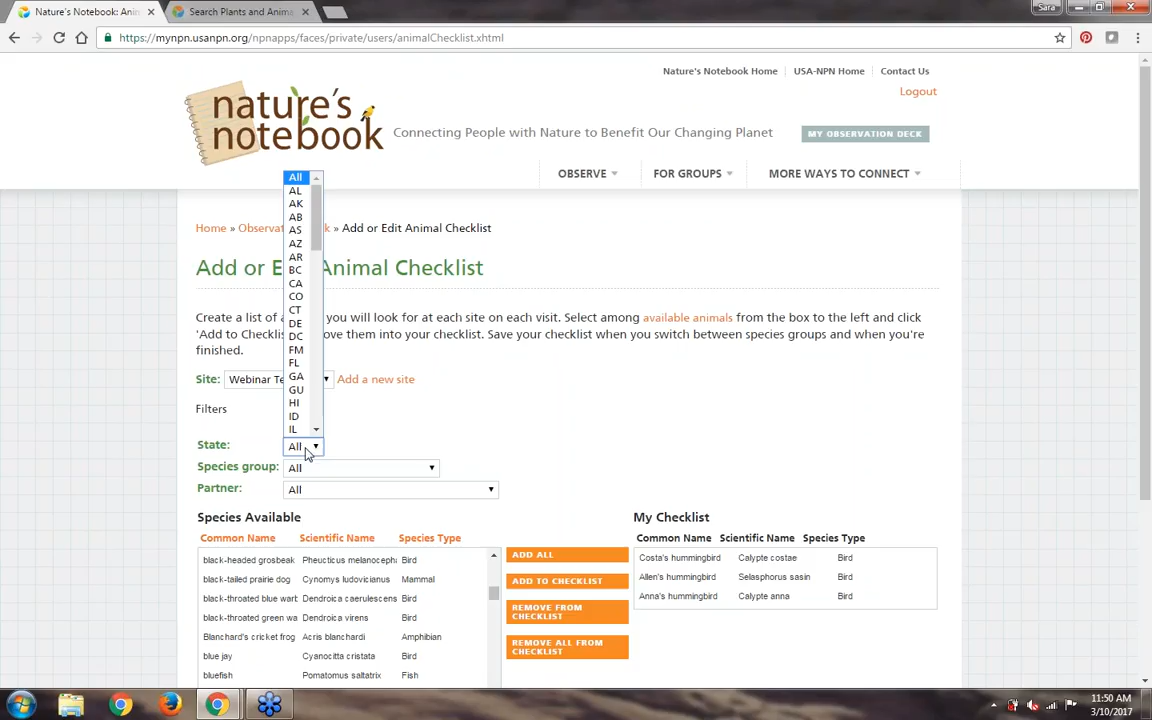 Nature's Notebook: Anim
Search Plants and Anima
Sara
https://mynpn.usanpn.org/npnapps/faces/private/users/animalChecklist.xhtml
Nature's Notebook Home
USA-NPN Home
Contact Us
Logout
nature's
notebook
Connecting People with Nature to Benefit Our Changing Planet
MY OBSERVATION DECK
OBSERVE
FOR GROUPS
MORE WAYS TO CONNECT
Home » Observat k » Add or Edit Animal Checklist
Add or E Animal Checklist
Create a list of a you will look for at each site on each visit. Select among available animals from the box to the left and click
'Add to Checkli ove them into your checklist. Save your checklist when you switch between species groups and when you're
finished.
Site: Webinar Te Add a new site
Filters
All
AL
AK
AB
AS
AZ
AR
BC
CA
CO
CT
DE
DC
FM
FL
GA
GU
HI
ID
IL
State: All
Species group: All
Partner: All
Species Available
Common Name Scientific Name Species Type
black-headed grosbeak Pheucticus melanoceph Bird
black-tailed prairie dog Cynomys ludovicianus Mammal
black-throated blue warb Dendroica caerulescens Bird
black-throated green wa Dendroica virens Bird
Blanchard's cricket frog Acris blanchardi Amphibian
blue jay Cyanocitta cristata Bird
bluefish Pomatomus saltatrix Fish
ADD ALL
ADD TO CHECKLIST
REMOVE FROM
CHECKLIST
REMOVE ALL FROM
CHECKLIST
My Checklist
Common Name Scientific Name Species Type
Costa's hummingbird Calypte costae Bird
Allen's hummingbird Selasphorus sasin Bird
Anna's hummingbird Calypte anna Bird
11:50 AM
3/10/2017